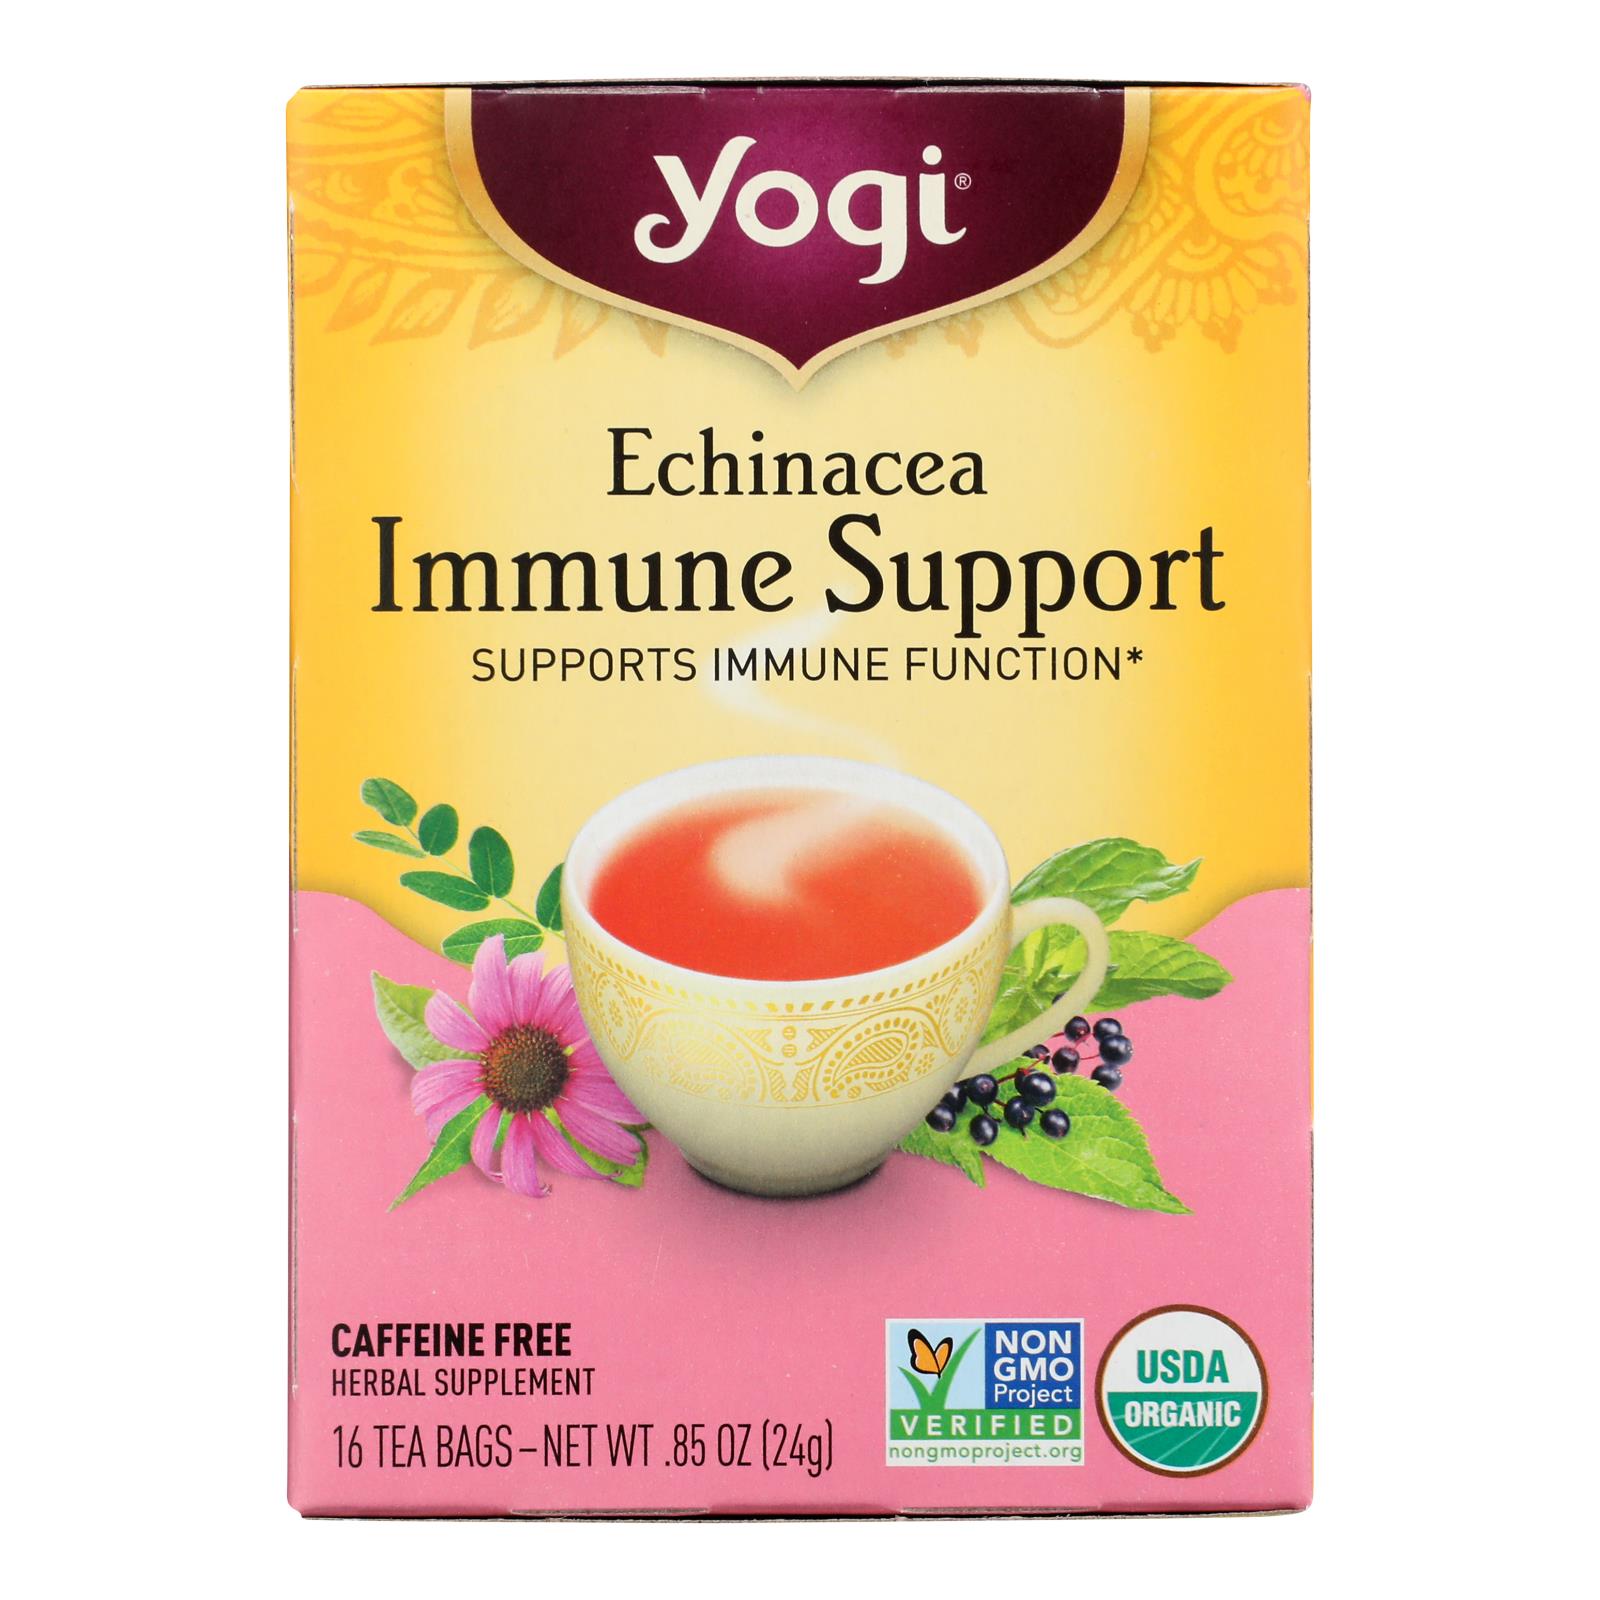 yogi®
Echinacea
Immune Support
SUPPORTS IMMUNE FUNCTION*
CAFFEINE FREE
HERBAL SUPPLEMENT
16 TEA BAGS – NET WT .85 OZ (24g)
NON
GMO
Project
VERIFIED
nongmoproject.org
USDA
ORGANIC